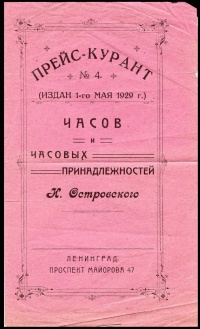 ПРЕЙС-КУРАНТ
№ 4.
(ИЗДАН 1-го МАЯ 1929 г.)
ЧАСОВ
и
ЧАСОВЫХ
ПРИНАДЛЕЖНОСТЕЙ
Н. Островского
ЛЕНИНГРАД.
ПРОСПЕКТ МАЙОРОВА 47